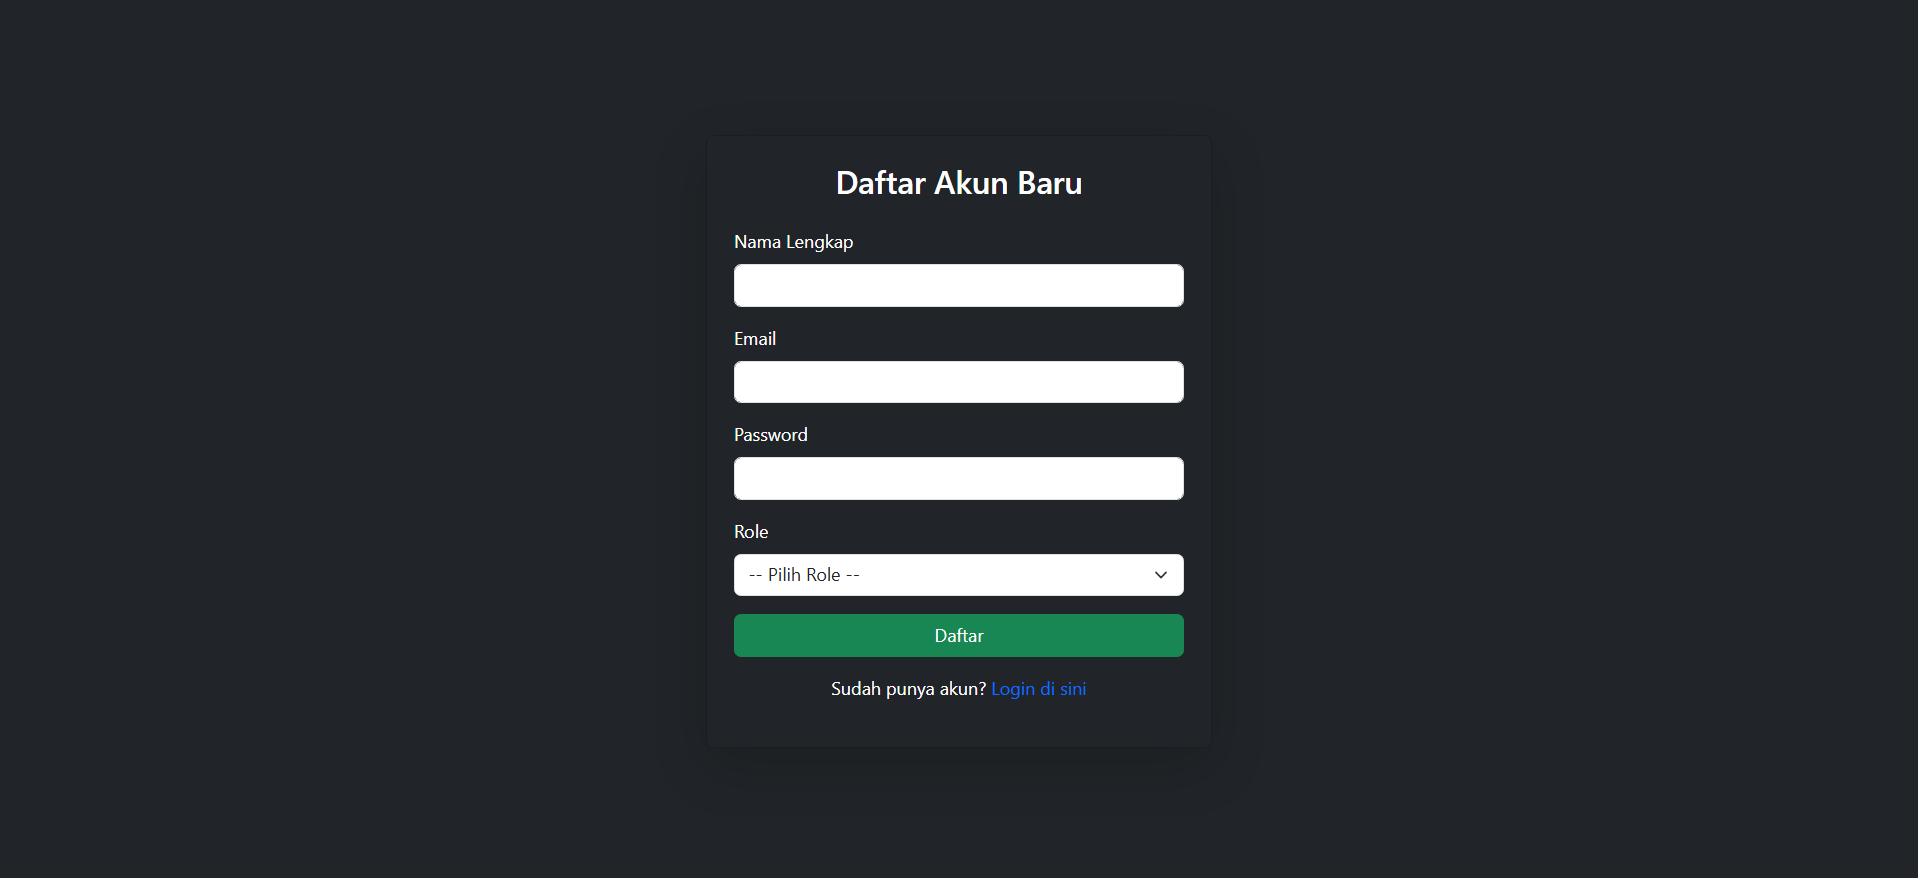 Daftar Akun Baru
Nama Lengkap
Email
Password
Role
-- Pilih Role --
Daftar
Sudah punya akun? Login di sini